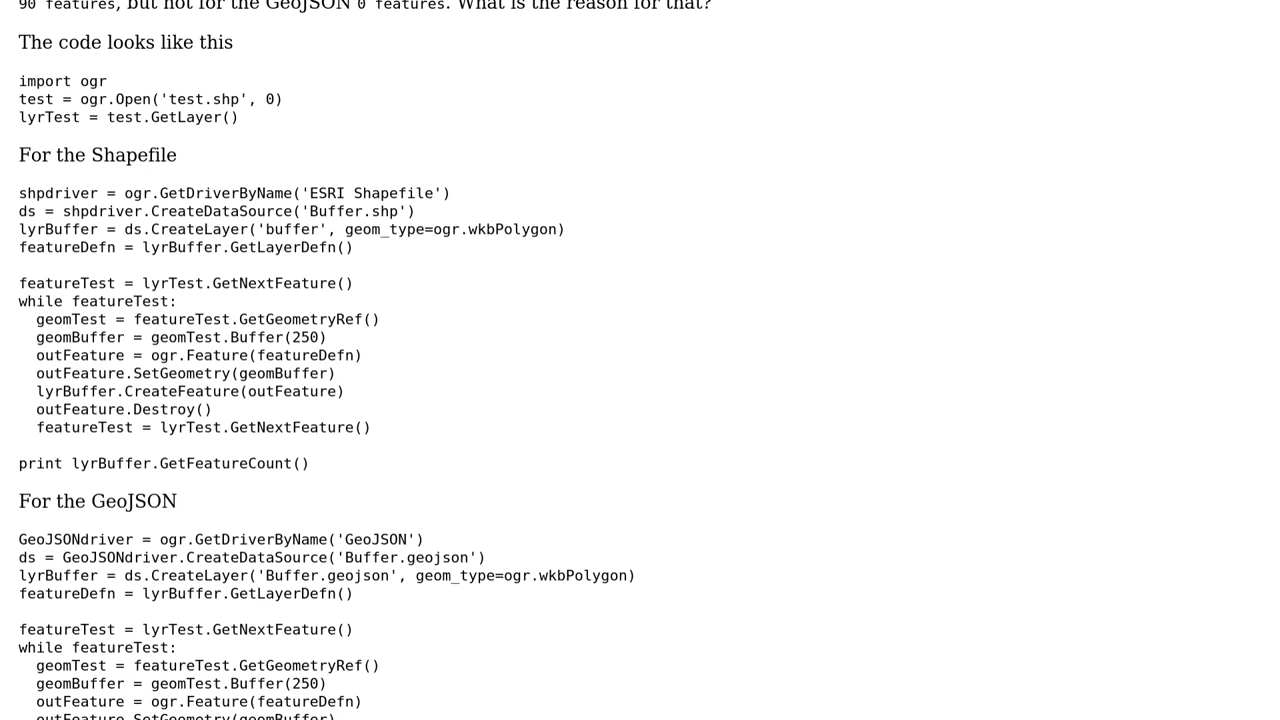 90 features, but not for the GeoJSON 0 features. What is the reason for that?
The code looks like this
import ogr
test = ogr.Open('test.shp', 0)
lyrTest = test.GetLayer()
For the Shapefile
shpdriver = ogr.GetDriverByName('ESRI Shapefile')
ds = shpdriver.CreateDataSource('Buffer.shp')
lyrBuffer = ds.CreateLayer('buffer', geom_type=ogr.wkbPolygon)
featureDefn = lyrBuffer.GetLayerDefn()
featureTest = lyrTest.GetNextFeature()
while featureTest:
  geomTest = featureTest.GetGeometryRef()
  geomBuffer = geomTest.Buffer(250)
  outFeature = ogr.Feature(featureDefn)
  outFeature.SetGeometry(geomBuffer)
  lyrBuffer.CreateFeature(outFeature)
  outFeature.Destroy()
  featureTest = lyrTest.GetNextFeature()
print lyrBuffer.GetFeatureCount()
For the GeoJSON
GeoJSONdriver = ogr.GetDriverByName('GeoJSON')
ds = GeoJSONdriver.CreateDataSource('Buffer.geojson')
lyrBuffer = ds.CreateLayer('Buffer.geojson', geom_type=ogr.wkbPolygon)
featureDefn = lyrBuffer.GetLayerDefn()
featureTest = lyrTest.GetNextFeature()
while featureTest:
  geomTest = featureTest.GetGeometryRef()
  geomBuffer = geomTest.Buffer(250)
  outFeature = ogr.Feature(featureDefn)
  outFeature.SetGeometry(geomBuffer)